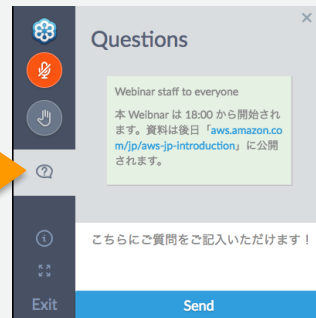 Questions
Webinar staff to everyone
本 Weibnar は 18:00 から開始され
ます。資料は後日「aws.amazon.co
m/jp/aws-jp-introduction」に公開
されます。
こちらにご質問をご記入いただけます！
Exit
Send